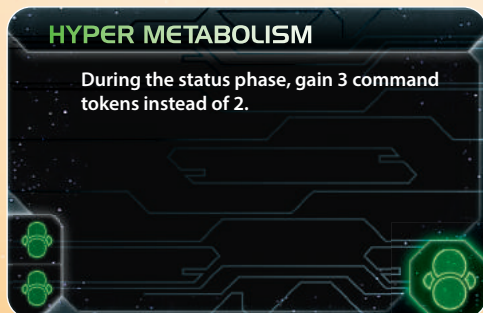 HYPER METABOLISM
During the status phase, gain 3 command
tokens instead of 2.